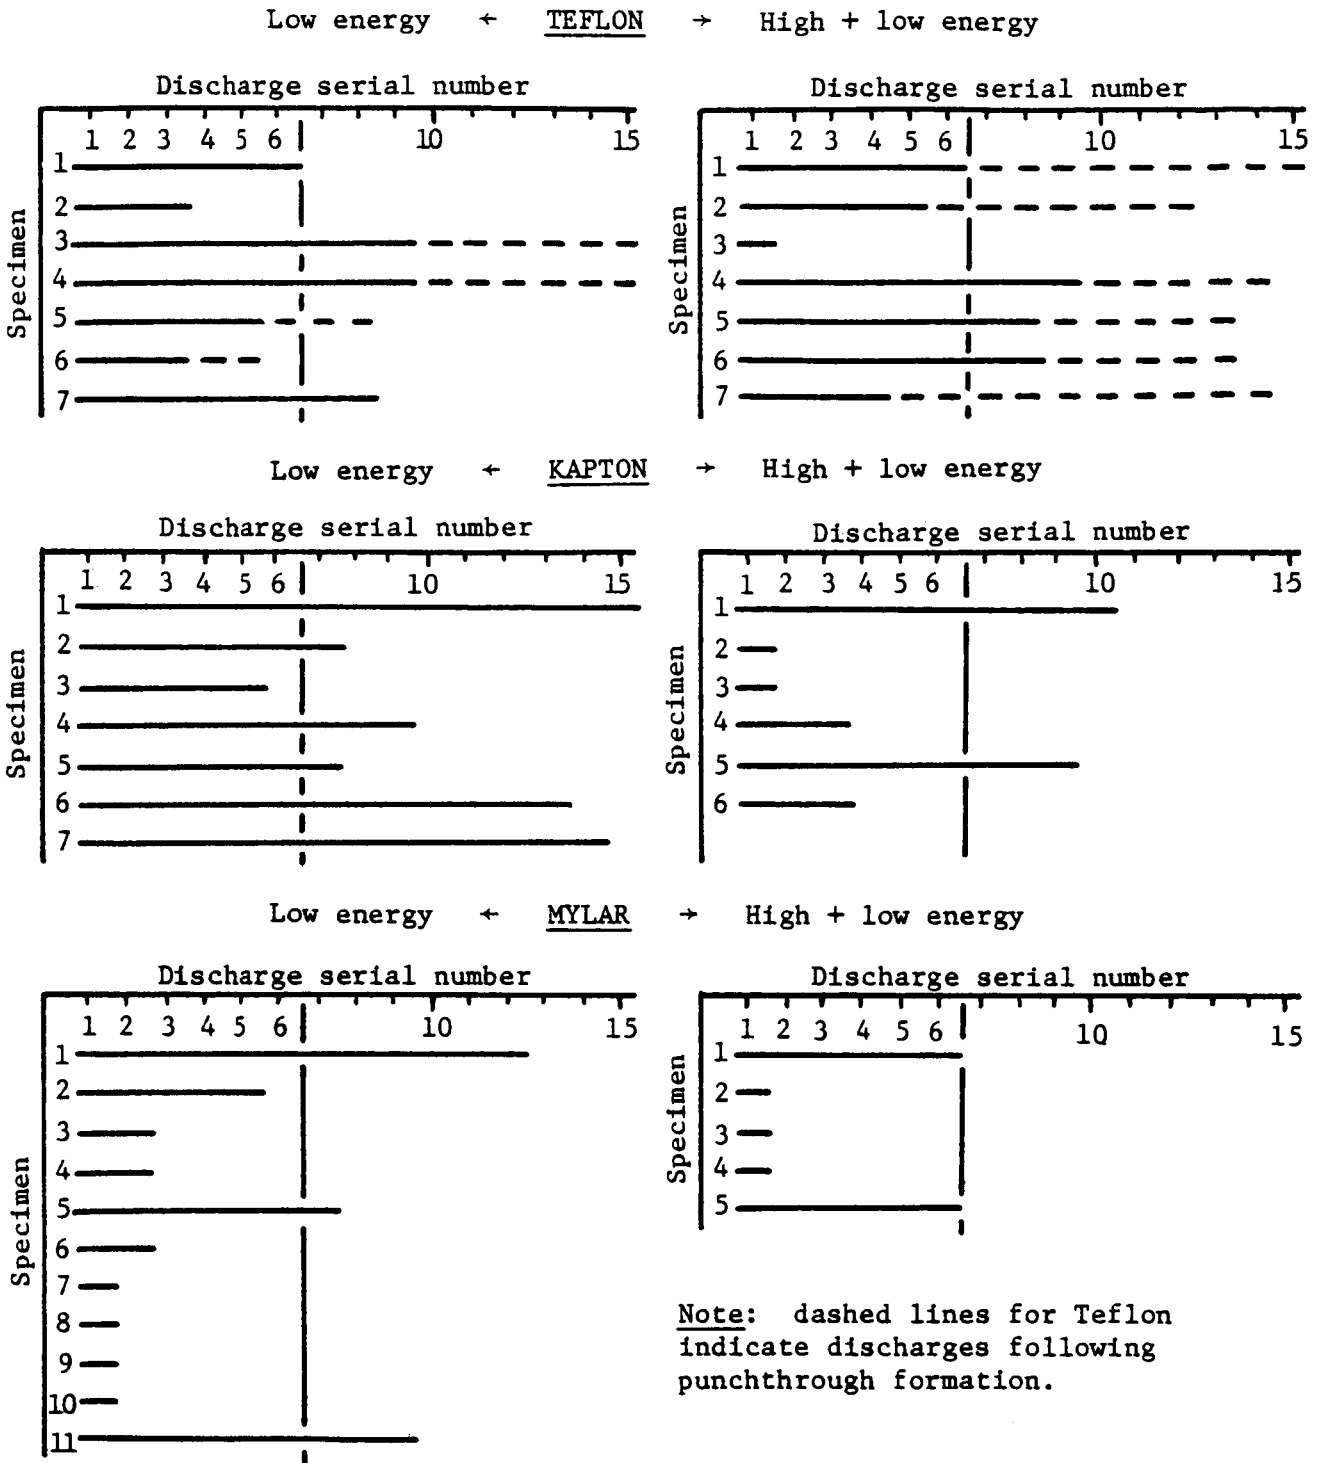 Low energy ← TEFLON → High + low energy
Discharge serial number
1 2 3 4 5 6 10 15
Specimen
1
2
3
4
5
6
7
Discharge serial number
1 2 3 4 5 6 10 15
Specimen
1
2
3
4
5
6
7
Low energy ← KAPTON → High + low energy
Discharge serial number
1 2 3 4 5 6 10 15
Specimen
1
2
3
4
5
6
7
Discharge serial number
1 2 3 4 5 6 10 15
Specimen
1
2
3
4
5
6
Low energy ← MYLAR → High + low energy
Discharge serial number
1 2 3 4 5 6 10 15
Specimen
1
2
3
4
5
6
7
8
9
10
11
Discharge serial number
1 2 3 4 5 6 10 15
Specimen
1
2
3
4
5
Note: dashed lines for Teflon
indicate discharges following
punchthrough formation.